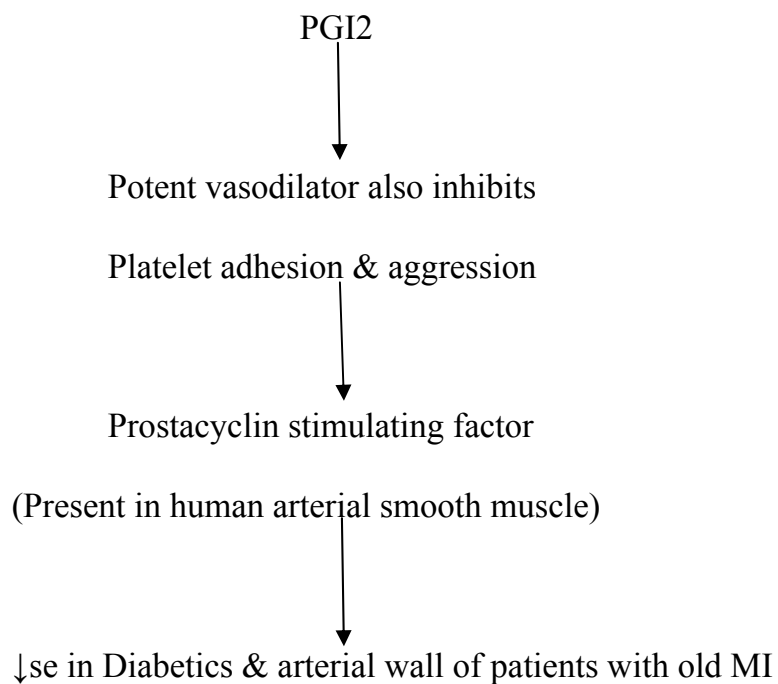 PGI2
Potent vasodilator also inhibits
Platelet adhesion & aggression
Prostacyclin stimulating factor
(Present in human arterial smooth muscle)
↓se in Diabetics & arterial wall of patients with old MI